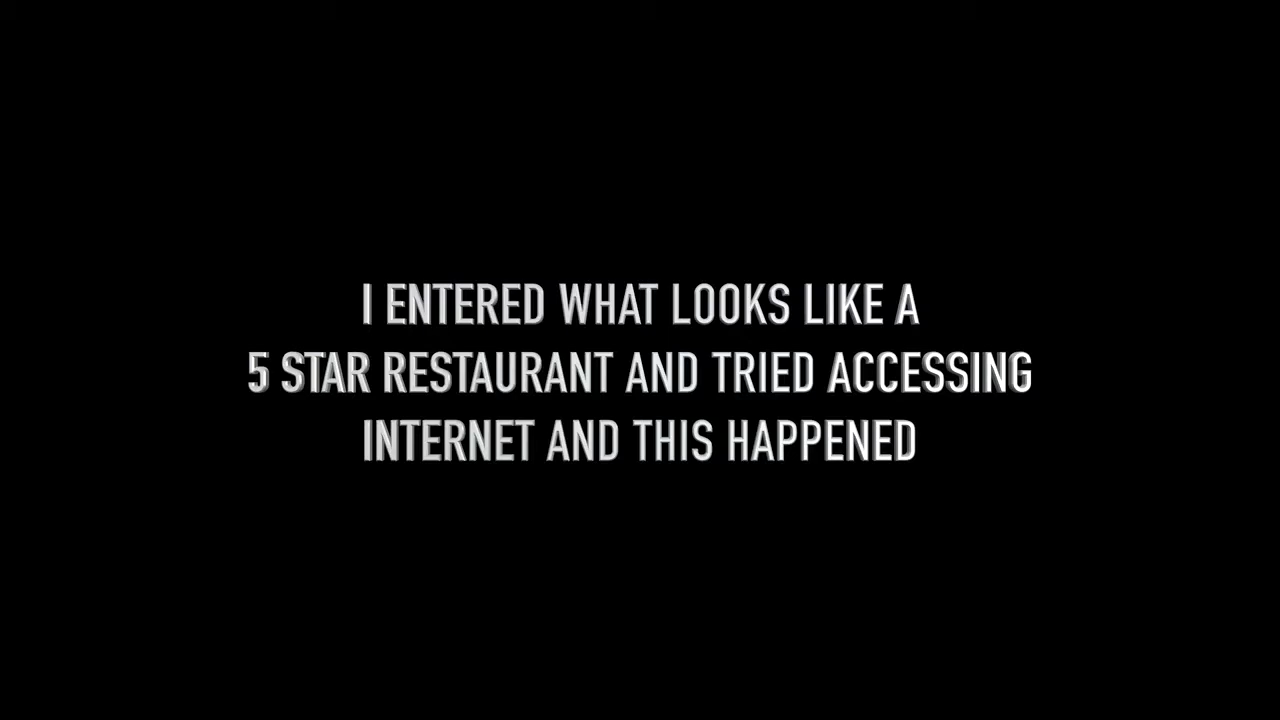 I ENTERED WHAT LOOKS LIKE A
5 STAR RESTAURANT AND TRIED ACCESSING
INTERNET AND THIS HAPPENED